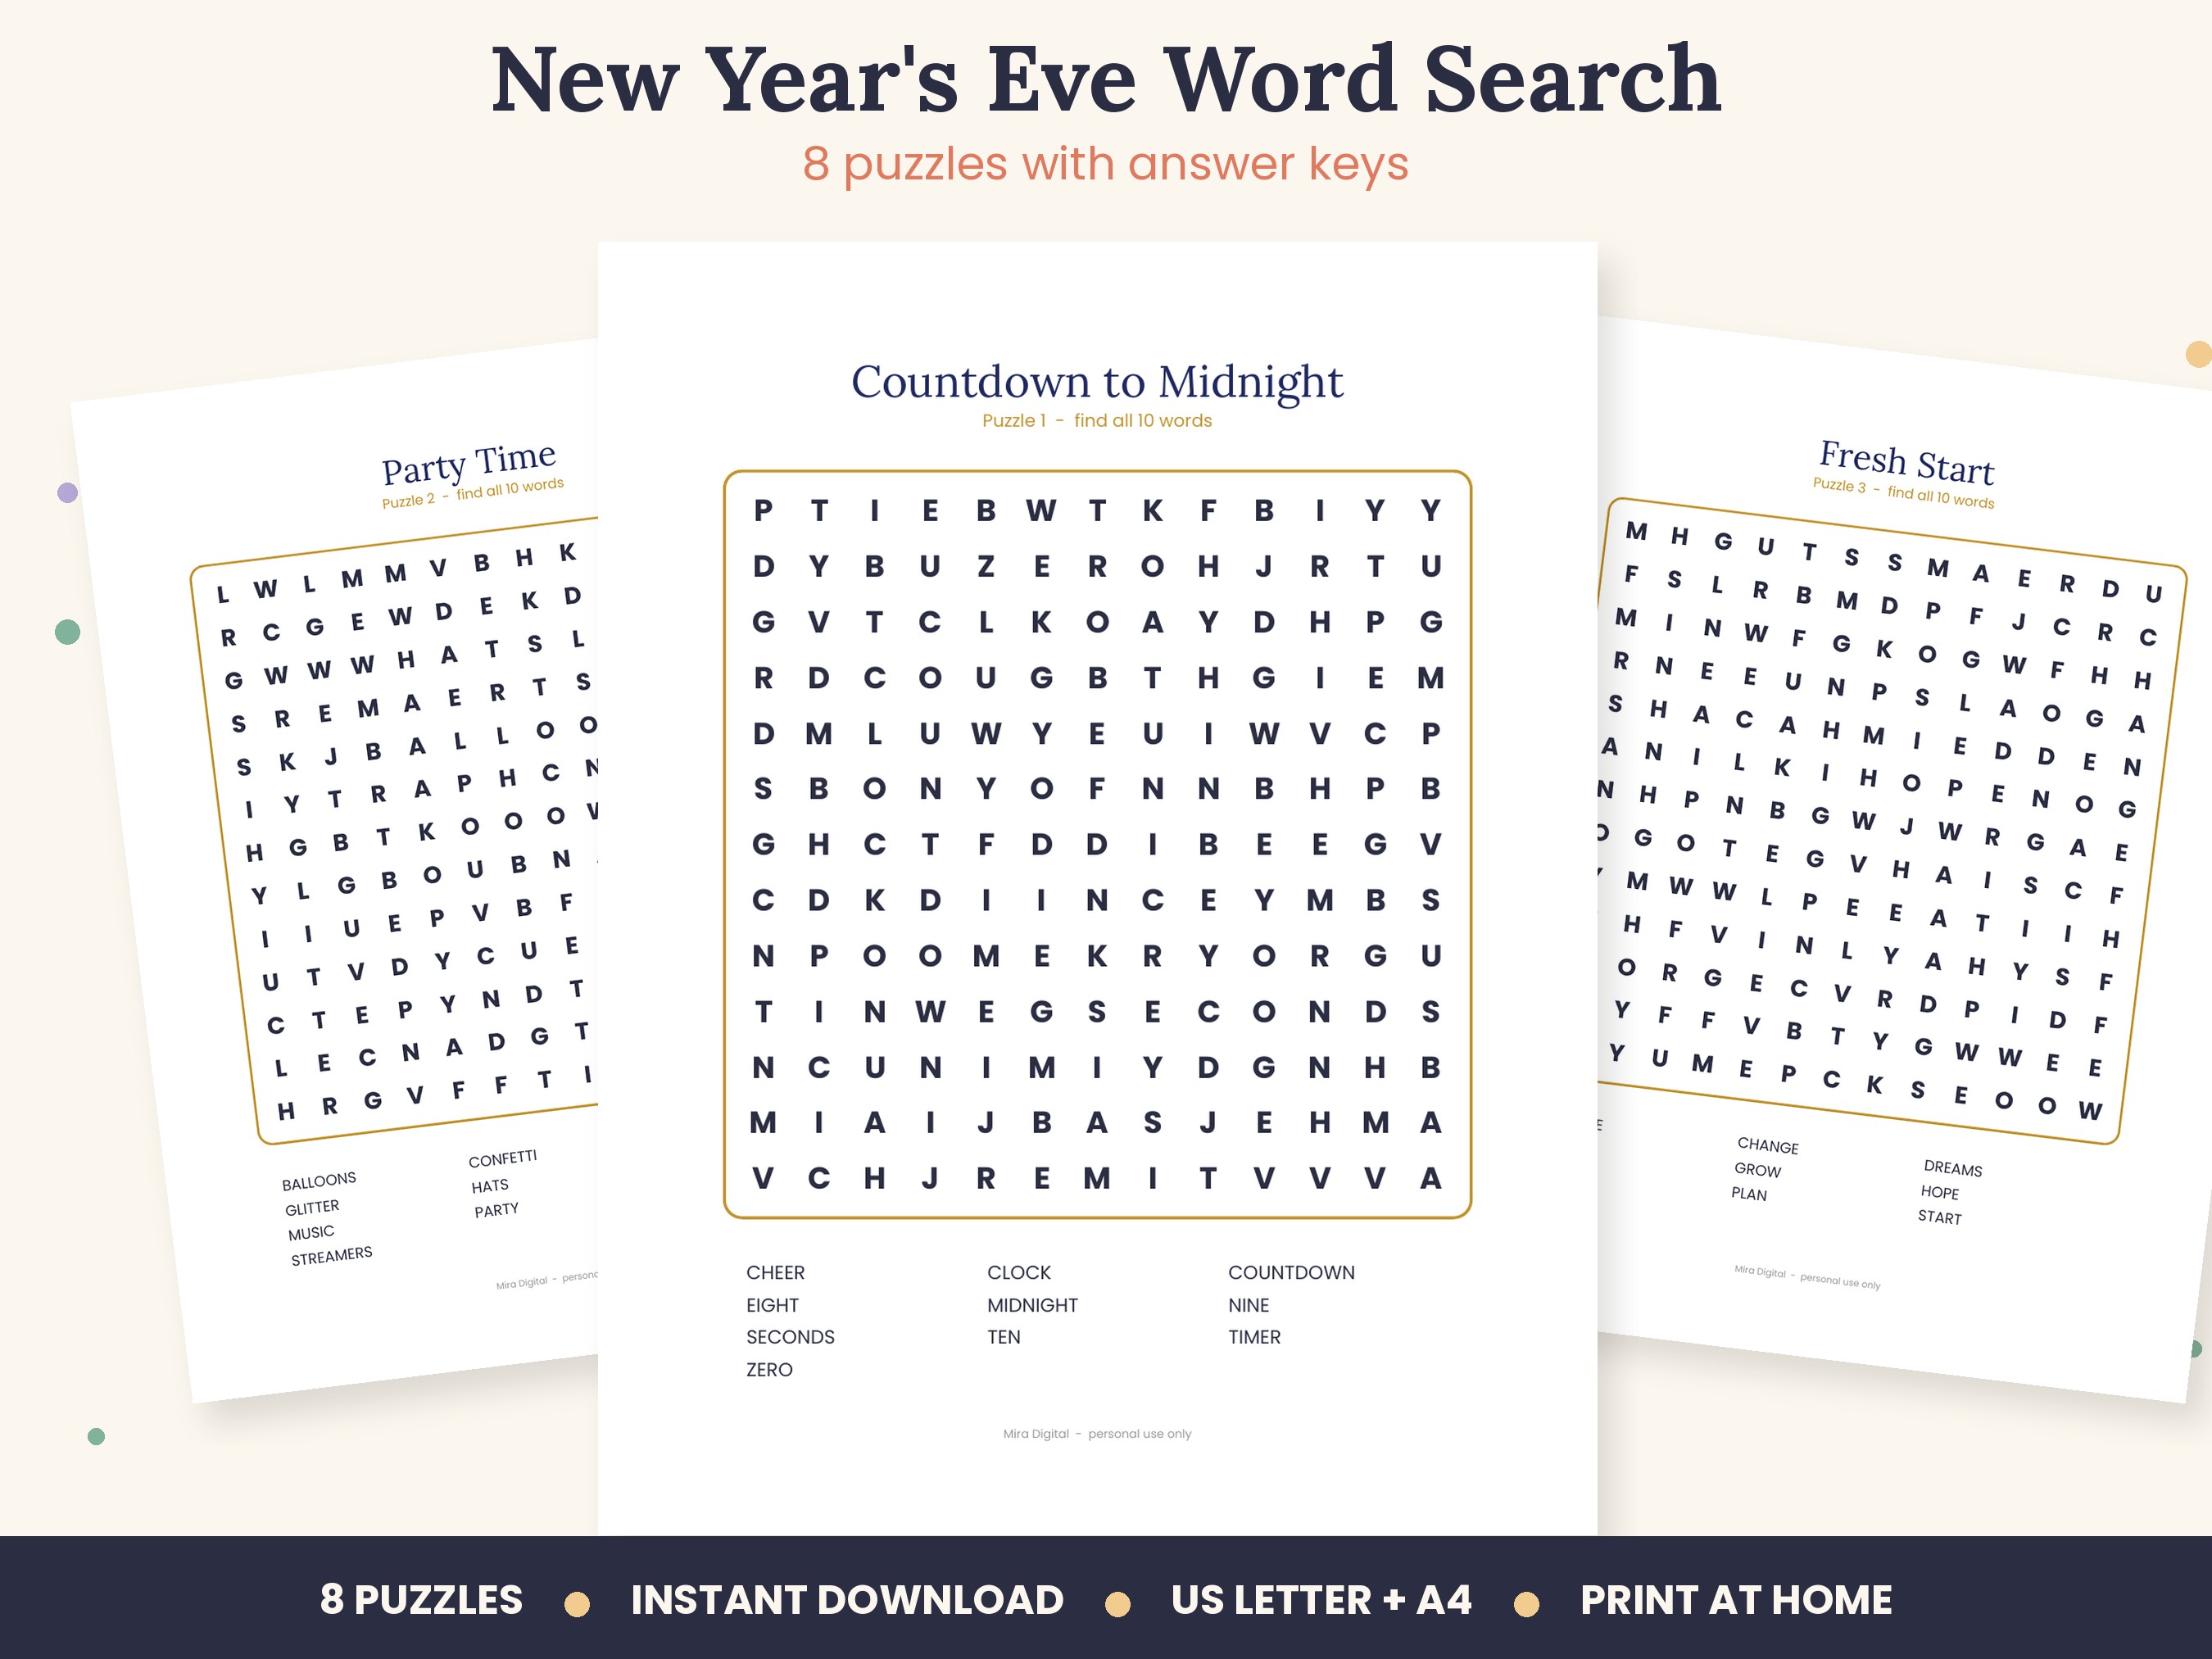 New Year's Eve Word Search
8 puzzles with answer keys
Party Time
Puzzle 2 - find all 10 words
L W L M M V B H K
R C G E W D E K D
G W W W H A T S L
S R E M A E R T S
S K J B A L L O O
I Y T R A P H C N
H G B T K O O O W
Y L G B O U B N
I I U E P V B F
U T V D Y C U E
C T E P Y N D T
L E C N A D G T
H R G V F F T I
BALLOONS CONFETTI
GLITTER HATS
MUSIC PARTY
STREAMERS
Mira Digital - persona
Countdown to Midnight
Puzzle 1 - find all 10 words
P T I E B W T K F B I Y Y
D Y B U Z E R O H J R T U
G V T C L K O A Y D H P G
R D C O U G B T H G I E M
D M L U W Y E U I W V C P
S B O N Y O F N N B H P B
G H C T F D D I B E E G V
C D K D I I N C E Y M B S
N P O O M E K R Y O R G U
T I N W E G S E C O N D S
N C U N I M I Y D G N H B
M I A I J B A S J E H M A
V C H J R E M I T V V V A
CHEER CLOCK COUNTDOWN
EIGHT MIDNIGHT NINE
SECONDS TEN TIMER
ZERO
Mira Digital - personal use only
Fresh Start
Puzzle 3 - find all 10 words
M H G U T S S M A E R D U
F S L R B M D P F J C R C
M I N W F G K O G W F H H
R N E E U N P S L A O G A
S H A C A H M I E D D E N
A N I L K I H O P E N O G
N H P N B G W J W R G A E
O G O T E G V H A I S C F
Y M W W L P E E A T I I H
H F V I N L Y A H Y S F
O R G E C V R D P I D F
Y F F V B T Y G W W E E
Y U M E P C K S E O O W
E CHANGE DREAMS
GROW HOPE
PLAN START
Mira Digital - personal use only
8 PUZZLES INSTANT DOWNLOAD US LETTER + A4 PRINT AT HOME